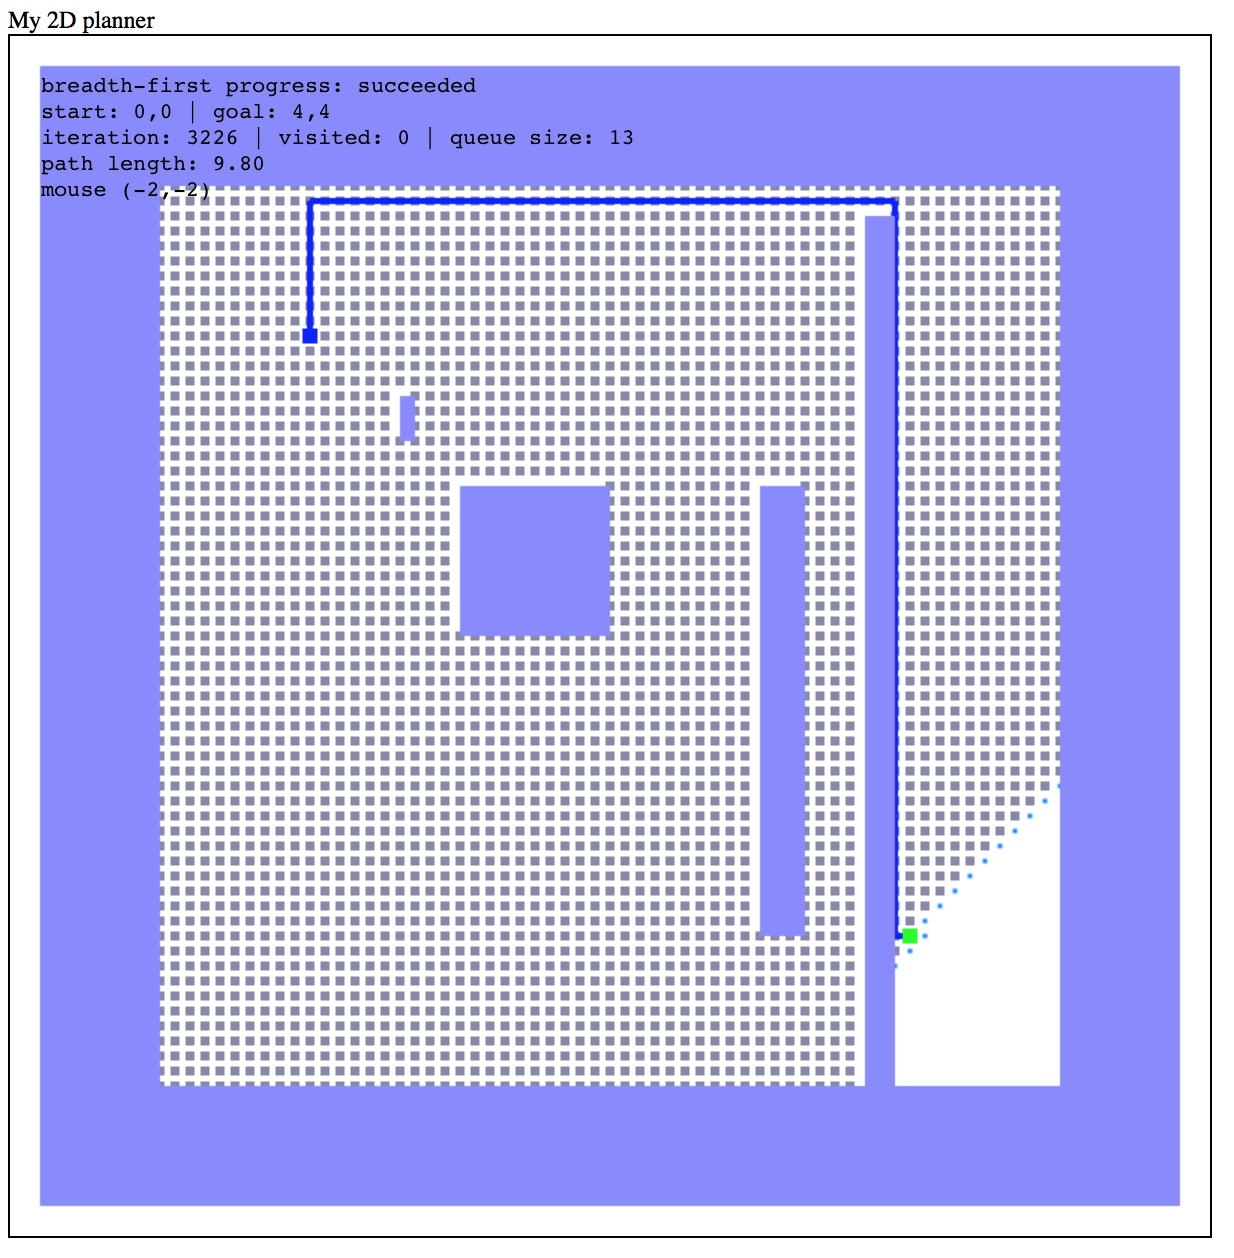 My 2D planner
breadth-first progress: succeeded
start: 0,0 | goal: 4,4
iteration: 3226 | visited: 0 | queue size: 13
path length: 9.80
mouse (-2,-2)